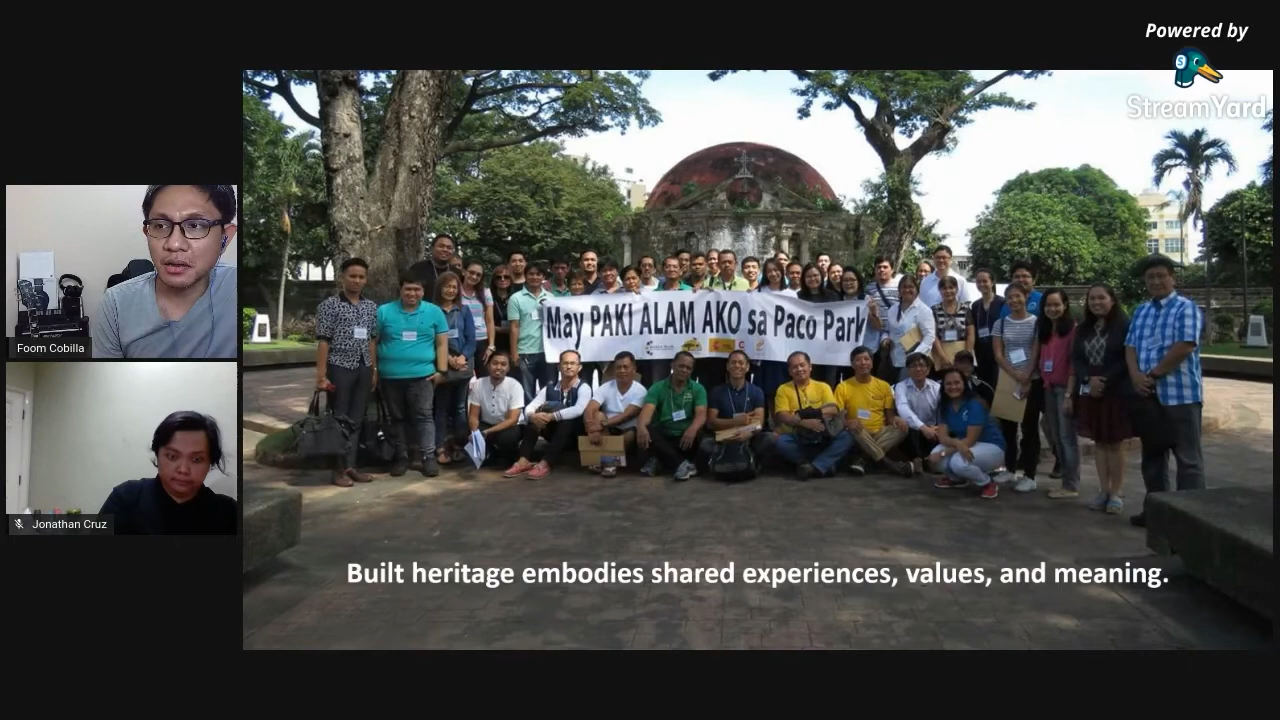 Powered by
StreamYard
Foom Cobilla
Jonathan Cruz
May PAKI ALAM AKO sa Paco Park
Built heritage embodies shared experiences, values, and meaning.